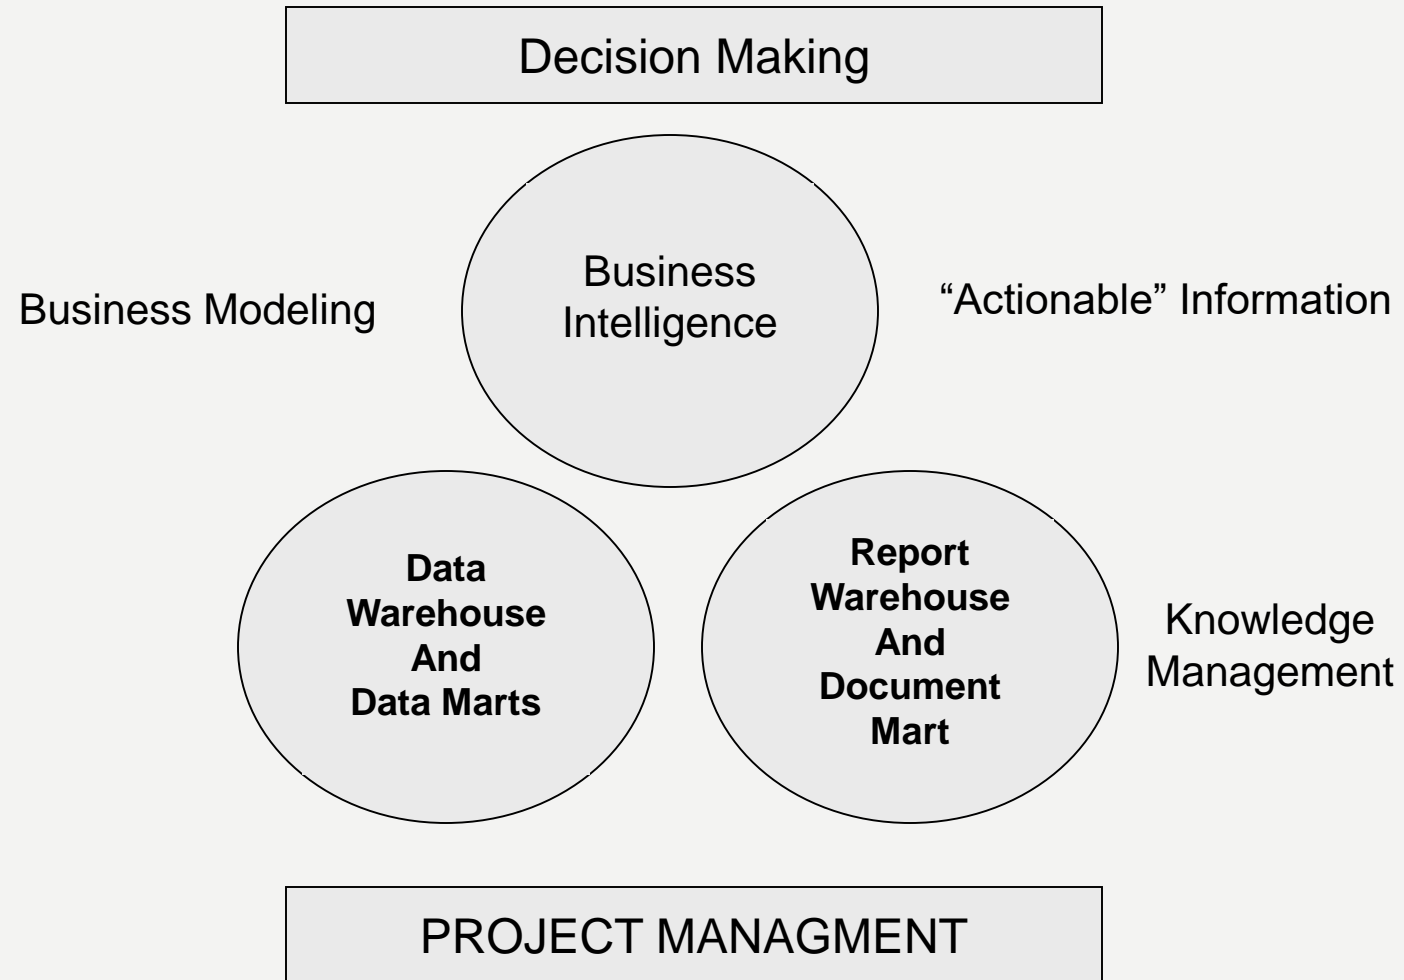 Decision Making
Business
Intelligence
Business Modeling
“Actionable” Information
Data
Warehouse
And
Data Marts
Report
Warehouse
And
Document
Mart
Knowledge
Management
PROJECT MANAGMENT